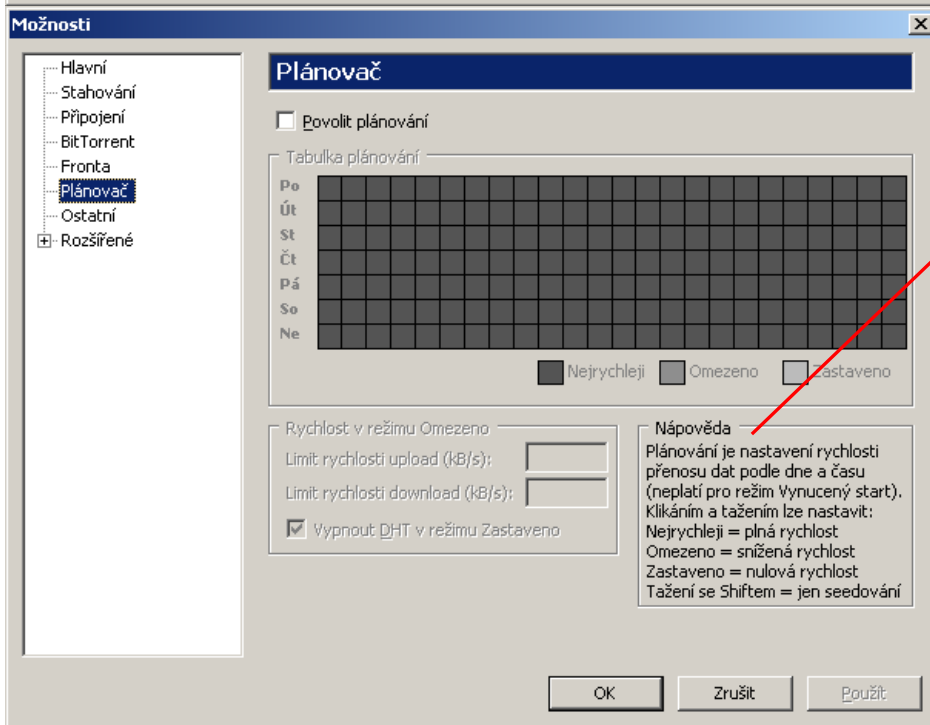 Možnosti
Hlavní
Stahování
Připojení
BitTorrent
Fronta
Plánovač
Ostatní
Rozšířené
Plánovač
Povolit plánování
Tabulka plánování
Po
Út
St
Čt
Pá
So
Ne
Nejrychleji Omezeno Zastaveno
Rychlost v režimu Omezeno
Limit rychlosti upload (kB/s):
Limit rychlosti download (kB/s):
Vypnout DHT v režimu Zastaveno
Nápověda
Plánování je nastavení rychlosti
přenosu dat podle dne a času
(neplatí pro režim Vynucený start).
Klikáním a tažením lze nastavit:
Nejrychleji = plná rychlost
Omezeno = snížená rychlost
Zastaveno = nulová rychlost
Tažení se Shiftem = jen seedování
OK Zrušit Použít